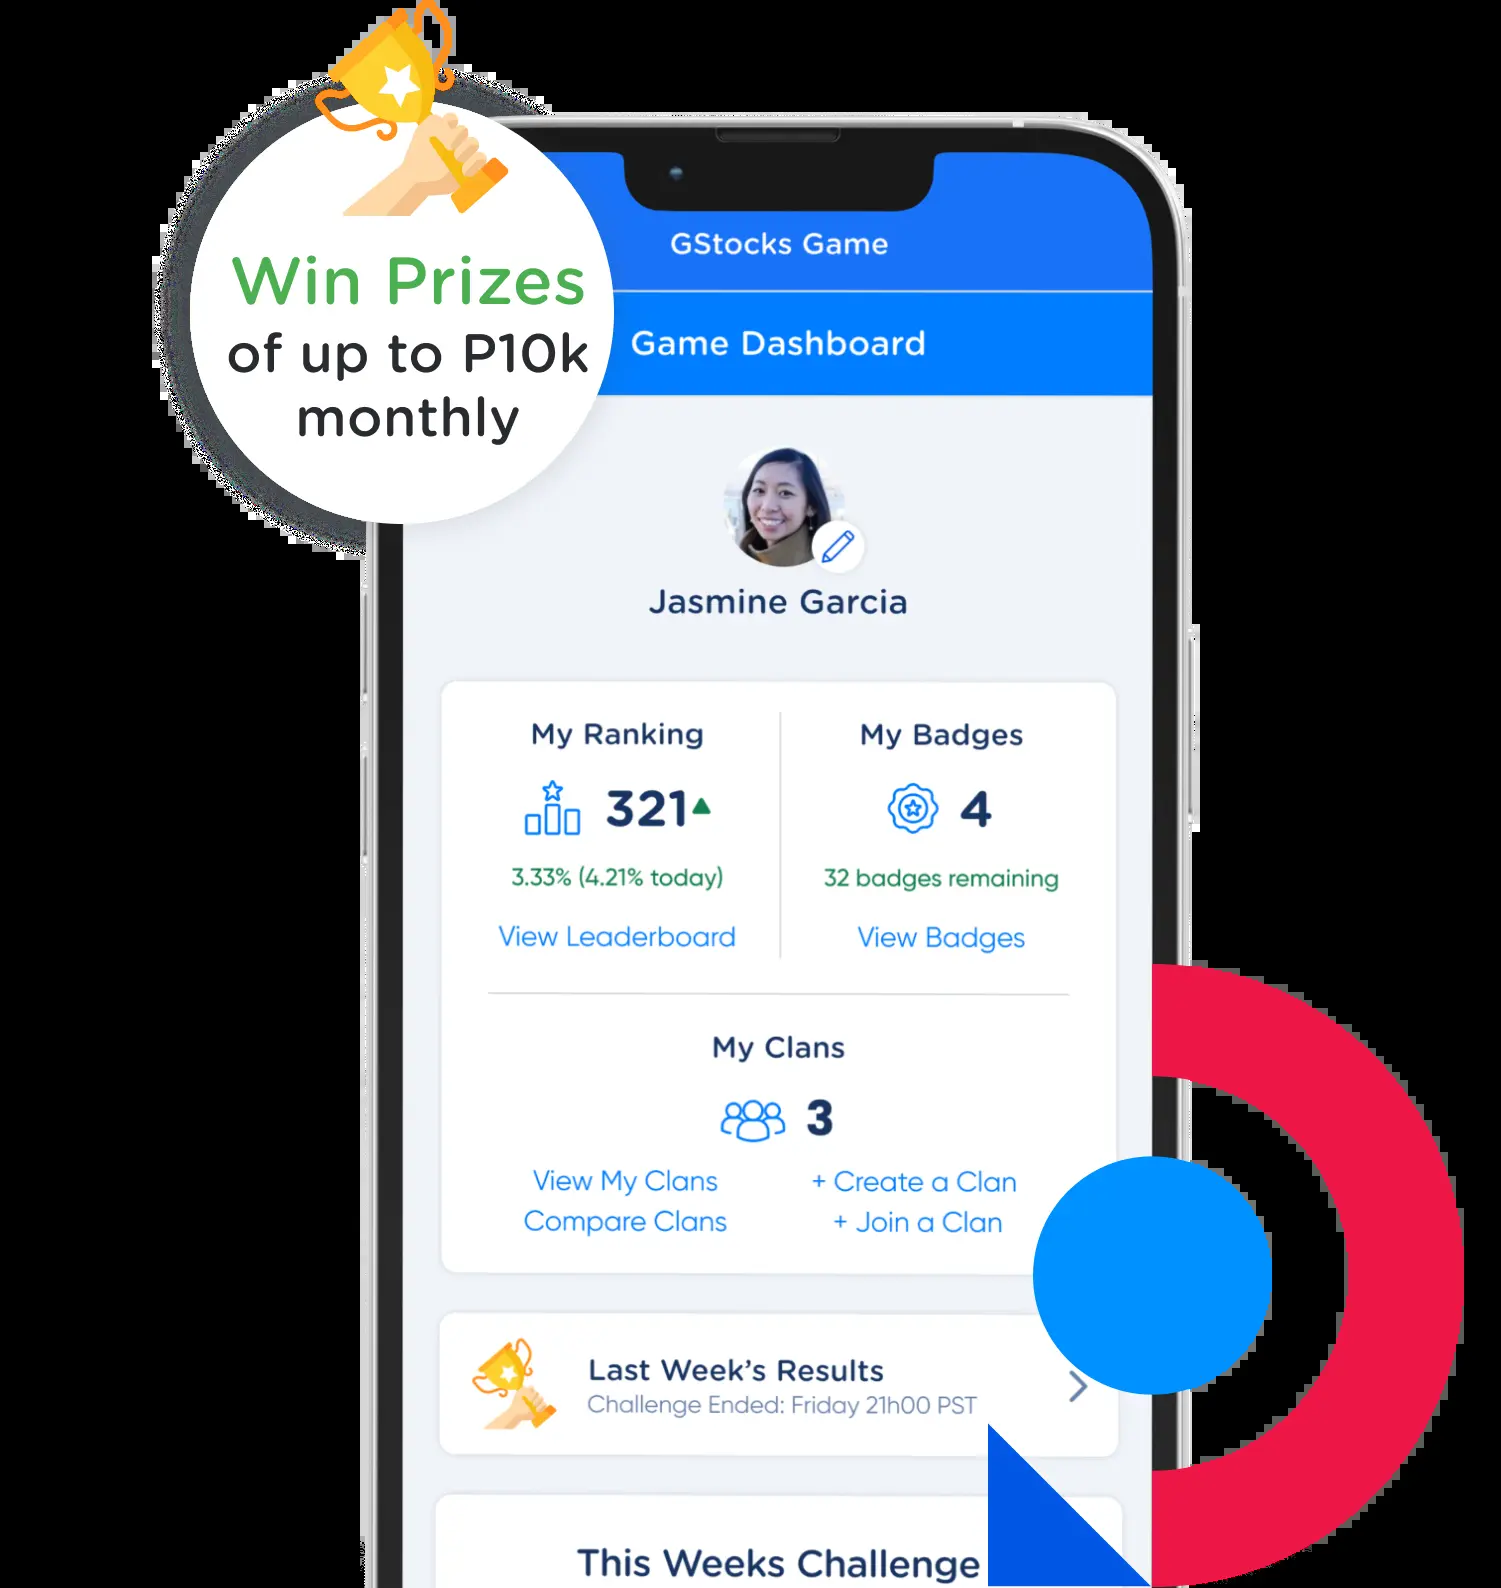 Win Prizes
of up to P10k
monthly
GStocks Game
Game Dashboard
Jasmine Garcia
My Ranking
321
3.33% (4.21% today)
View Leaderboard
My Badges
4
32 badges remaining
View Badges
My Clans
3
View My Clans
+ Create a Clan
Compare Clans
+ Join a Clan
Last Week's Results
Challenge Ended: Friday 21h00 PST
This Weeks Challenge